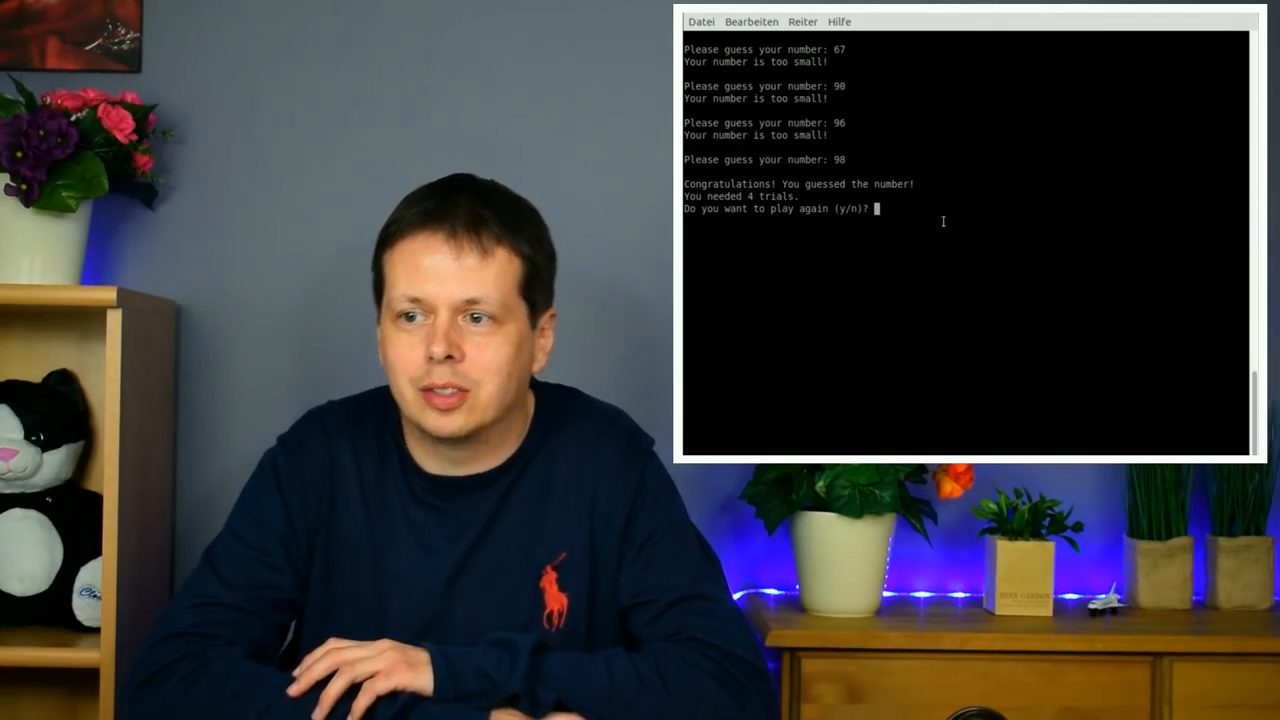 Datei Bearbeiten Reiter Hilfe
Please guess your number: 67
Your number is too small!
Please guess your number: 90
Your number is too small!
Please guess your number: 96
Your number is too small!
Please guess your number: 98
Congratulations! You guessed the number!
You needed 4 trials.
Do you want to play again (y/n)?
HERB GARDEN